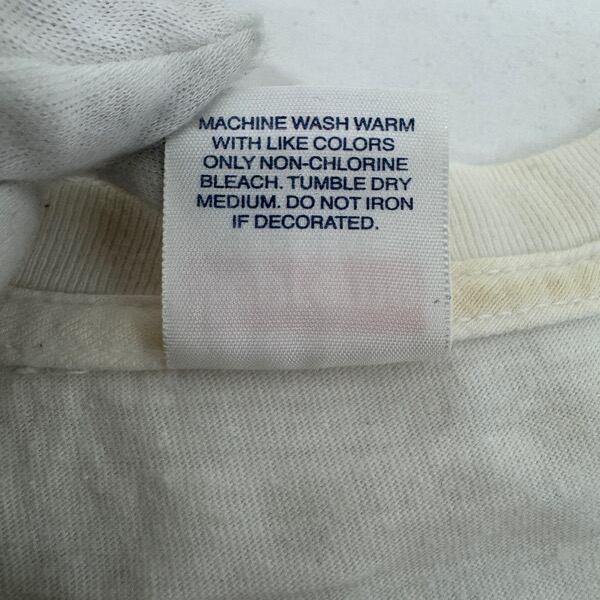 MACHINE WASH WARM
WITH LIKE COLORS
ONLY NON-CHLORINE
BLEACH. TUMBLE DRY
MEDIUM. DO NOT IRON
IF DECORATED.